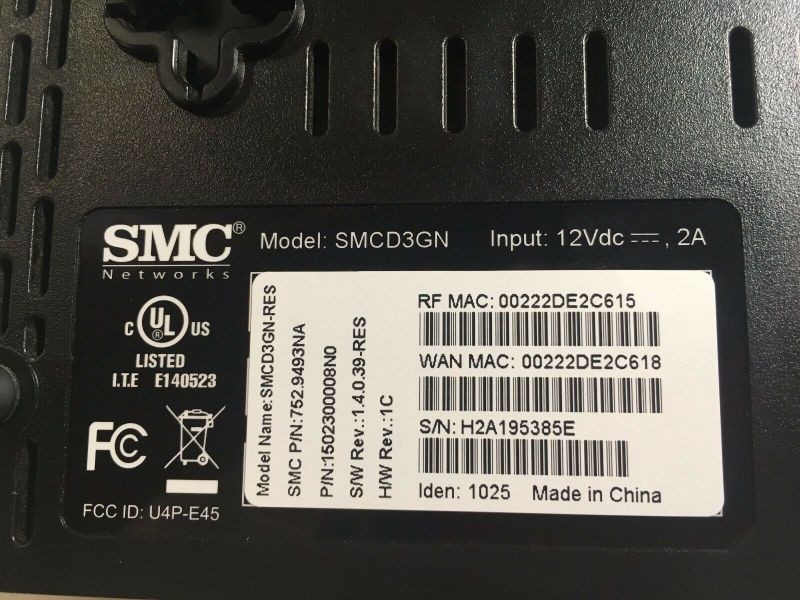 SMC®
Networks
Model: SMCD3GN
Input: 12Vdc ⎓, 2A
C UL ® US
LISTED
I.T.E E140523
FC
FCC ID: U4P-E45
Model Name:SMCD3GN-RES
SMC P/N:752.9493NA
P/N:1502300008N0
S/W Rev.:1.4.0.39-RES
H/W Rev.:1C
RF MAC: 00222DE2C615
WAN MAC: 00222DE2C618
S/N: H2A195385E
Iden: 1025 Made in China